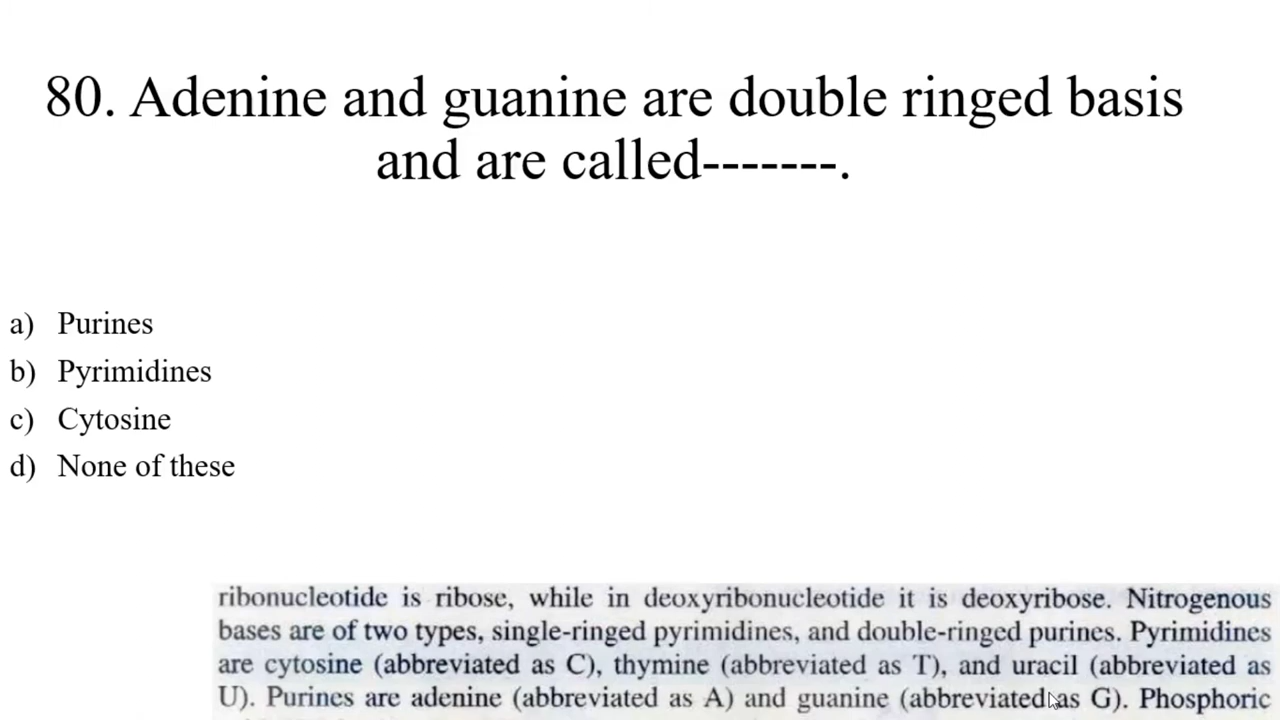 80. Adenine and guanine are double ringed basis
and are called-------.
a) Purines
b) Pyrimidines
c) Cytosine
d) None of these
ribonucleotide is ribose, while in deoxyribonucleotide it is deoxyribose. Nitrogenous
bases are of two types, single-ringed pyrimidines, and double-ringed purines. Pyrimidines
are cytosine (abbreviated as C), thymine (abbreviated as T), and uracil (abbreviated as
U). Purines are adenine (abbreviated as A) and guanine (abbreviated as G). Phosphoric